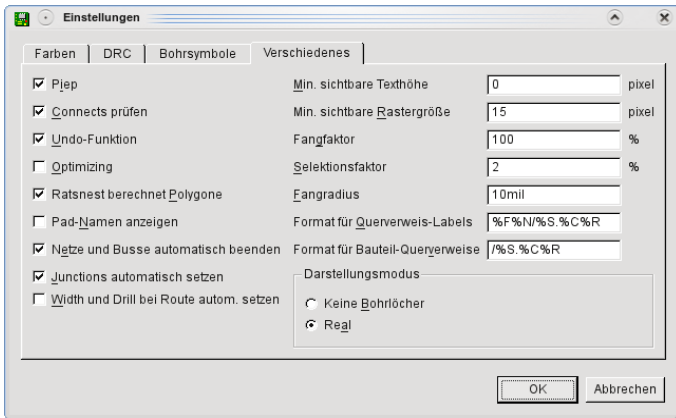 Einstellungen
Farben DRC Bohrsymbole Verschiedenes
Piep Min. sichtbare Texthöhe 0 pixel
Connects prüfen Min. sichtbare Rastergröße 15 pixel
Undo-Funktion Fangfaktor 100 %
Optimizing Selektionsfaktor 2 %
Ratsnest berechnet Polygone Fangradius 10mil
Pad-Namen anzeigen Format für Querverweis-Labels %F%N/%S.%C%R
Netze und Busse automatisch beenden Format für Bauteil-Querverweise /%S.%C%R
Junctions automatisch setzen Darstellungsmodus
Width und Drill bei Route autom. setzen Keine Bohrlöcher
Real
OK Abbrechen